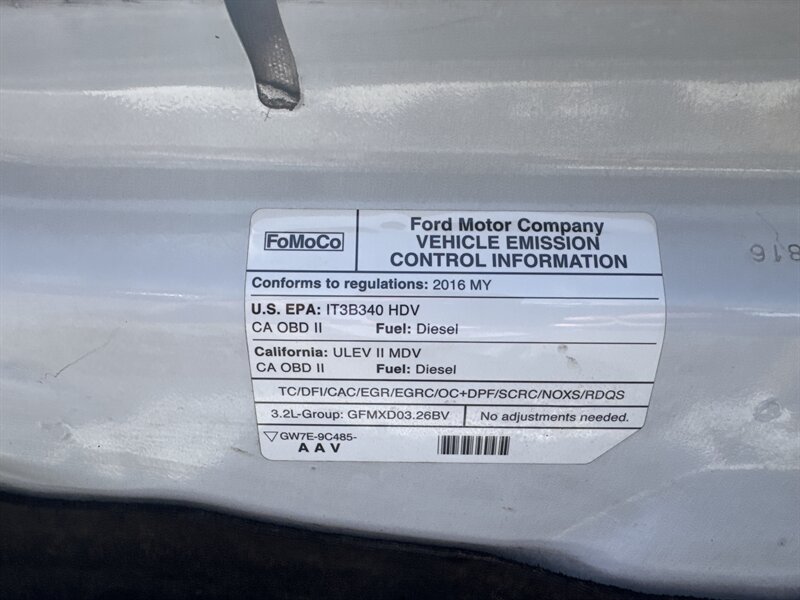 FoMoCo
Ford Motor Company
VEHICLE EMISSION
CONTROL INFORMATION
Conforms to regulations: 2016 MY
U.S. EPA: IT3B340 HDV
CA OBD II Fuel: Diesel
California: ULEV II MDV
CA OBD II Fuel: Diesel
TC/DFI/CAC/EGR/EGRC/OC+DPF/SCRC/NOXS/RDQS
3.2L-Group: GFMXD03.26BV No adjustments needed.
GW7E-9C485-
A A V